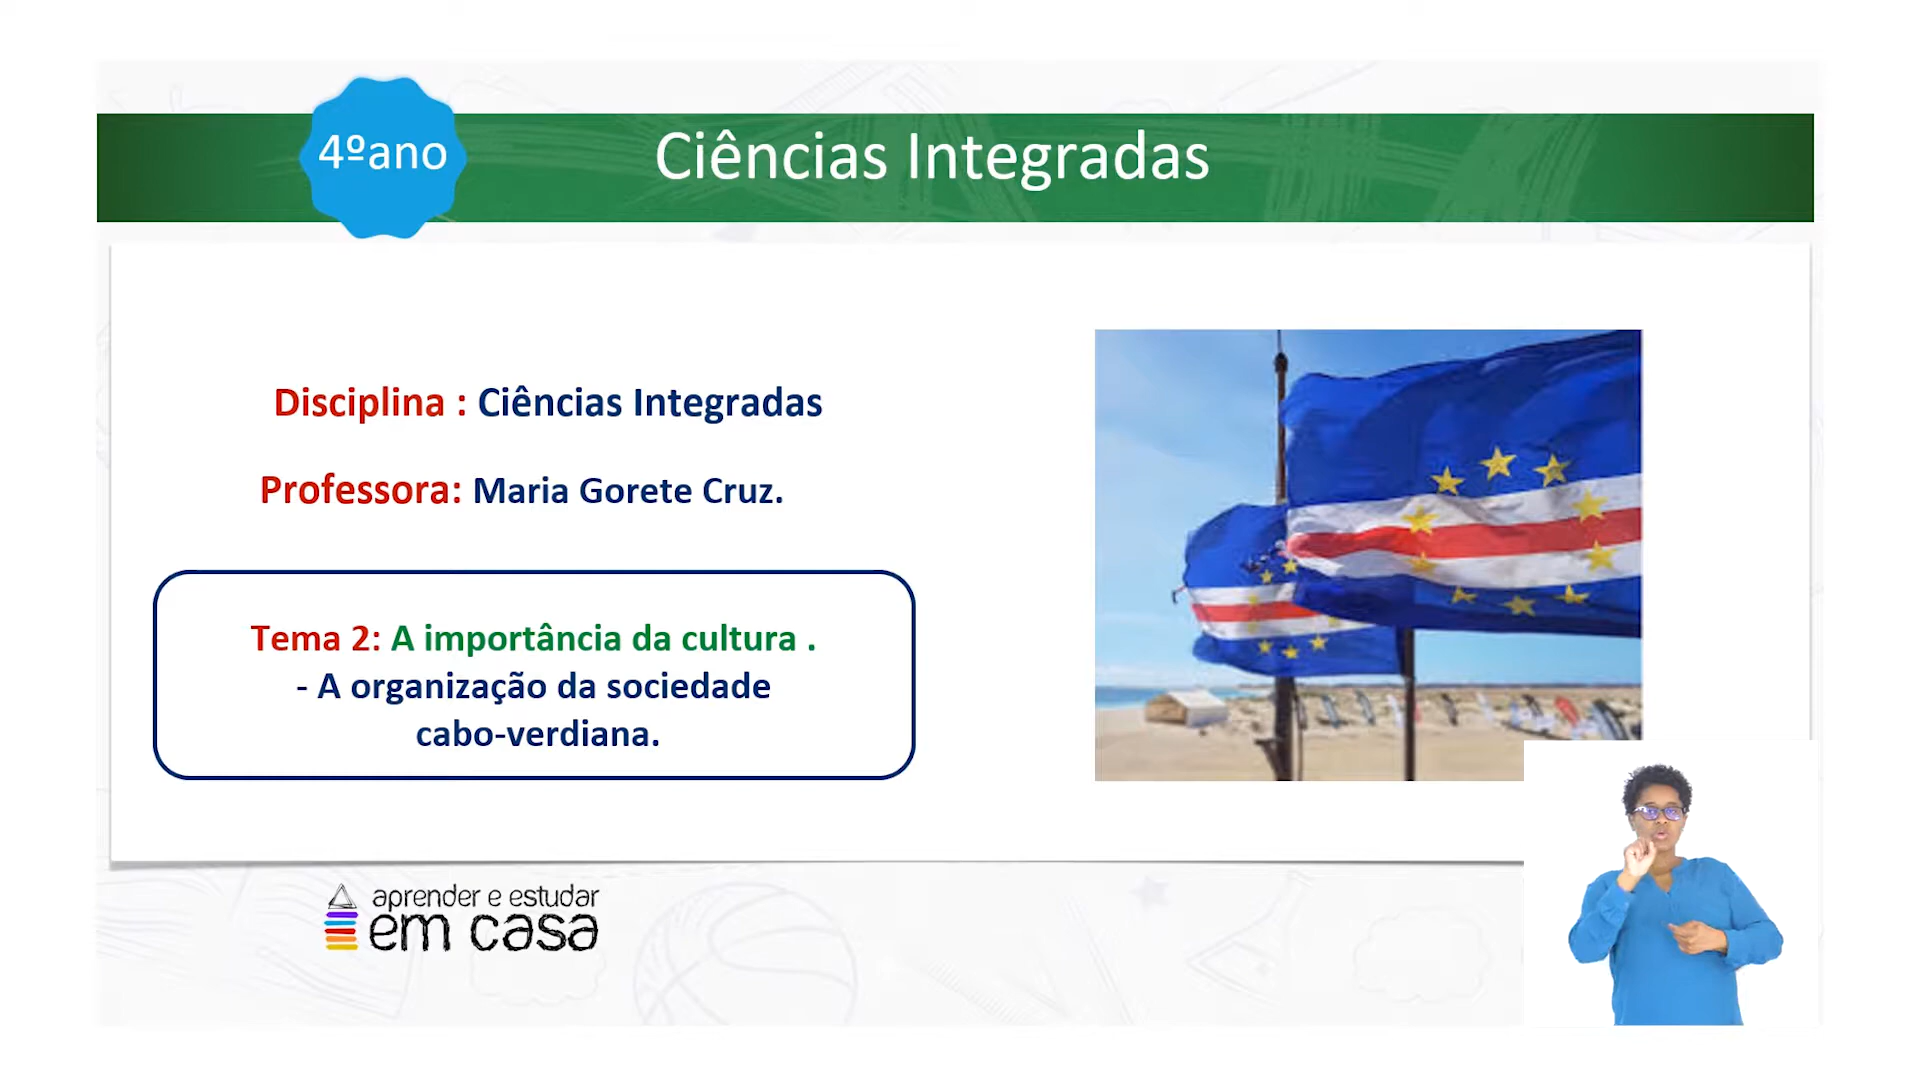 4ºano
Ciências Integradas
Disciplina : Ciências Integradas
Professora: Maria Gorete Cruz.
Tema 2: A importância da cultura .
- A organização da sociedade
cabo-verdiana.
aprender e estudar
em casa